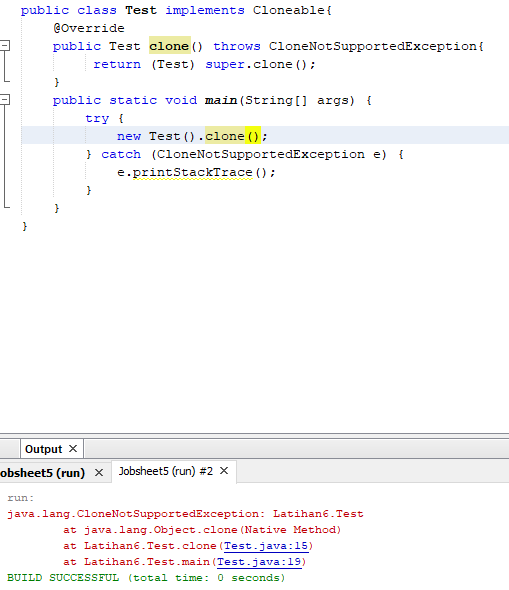 public class Test implements Cloneable{
@Override
public Test clone() throws CloneNotSupportedException{
return (Test) super.clone();
}
public static void main(String[] args) {
try {
new Test().clone();
} catch (CloneNotSupportedException e) {
e.printStackTrace();
}
}
}
Output ×
obsheet5 (run) × Jobsheet5 (run) #2 ×
run:
java.lang.CloneNotSupportedException: Latihan6.Test
at java.lang.Object.clone(Native Method)
at Latihan6.Test.clone(Test.java:15)
at Latihan6.Test.main(Test.java:19)
BUILD SUCCESSFUL (total time: 0 seconds)